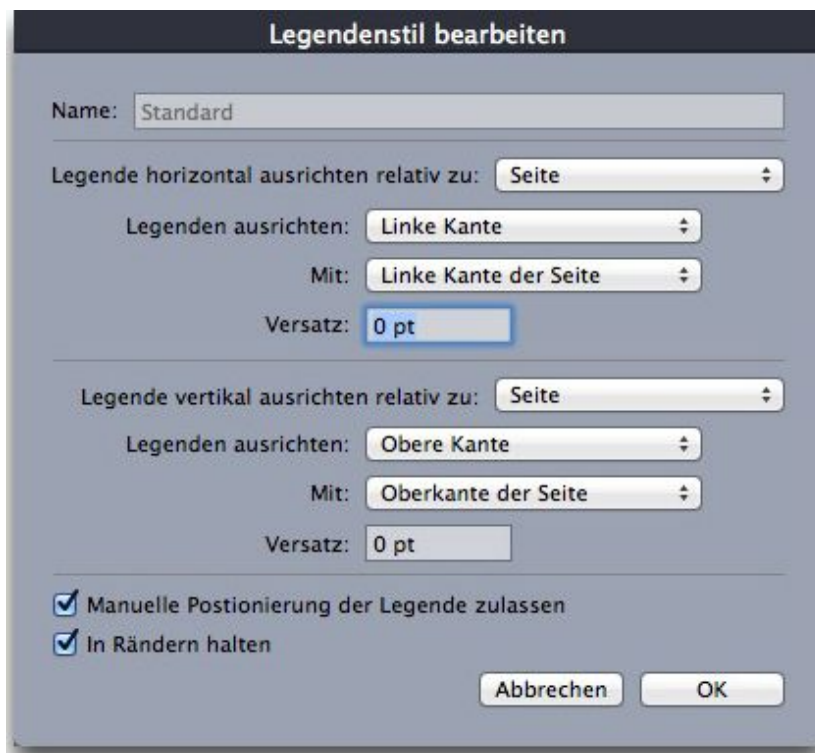 Legendenstil bearbeiten
Name: Standard
Legende horizontal ausrichten relativ zu: Seite
Legenden ausrichten: Linke Kante
Mit: Linke Kante der Seite
Versatz: 0 pt
Legende vertikal ausrichten relativ zu: Seite
Legenden ausrichten: Obere Kante
Mit: Oberkante der Seite
Versatz: 0 pt
Manuelle Postionierung der Legende zulassen
In Rändern halten
Abbrechen OK